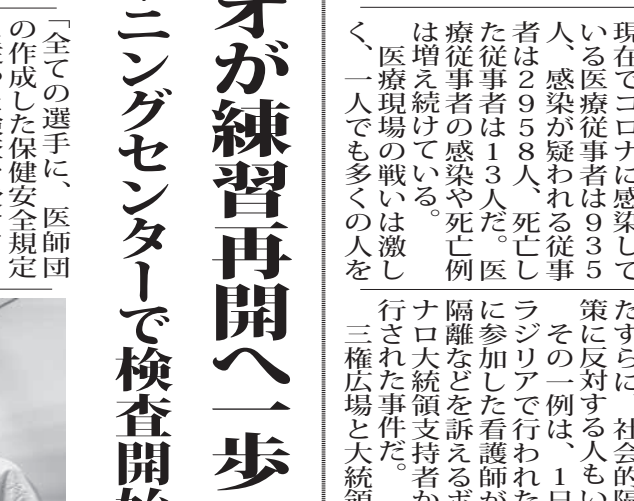 現在でコロナに感染して
いる医療従事者は935
人、感染が疑われる従事
者は2958人、死亡し
た従事者は13人だ。医
療従事者の感染や死亡例
は増え続けている。
医療現場の戦いは激し
く、一人でも多くの人を
たすらに、社会的隔
策に反対する人もい
その一例は、1日
ラジリアで行われた
に参加した看護師が
隔離などを訴えるボ
ナロ大統領支持者か
行された事件だ。
三権広場と大統領
オが練習再開へ一歩
ニングセンターで検査開始
「全ての選手に、医師団
の作成した保健安全規定